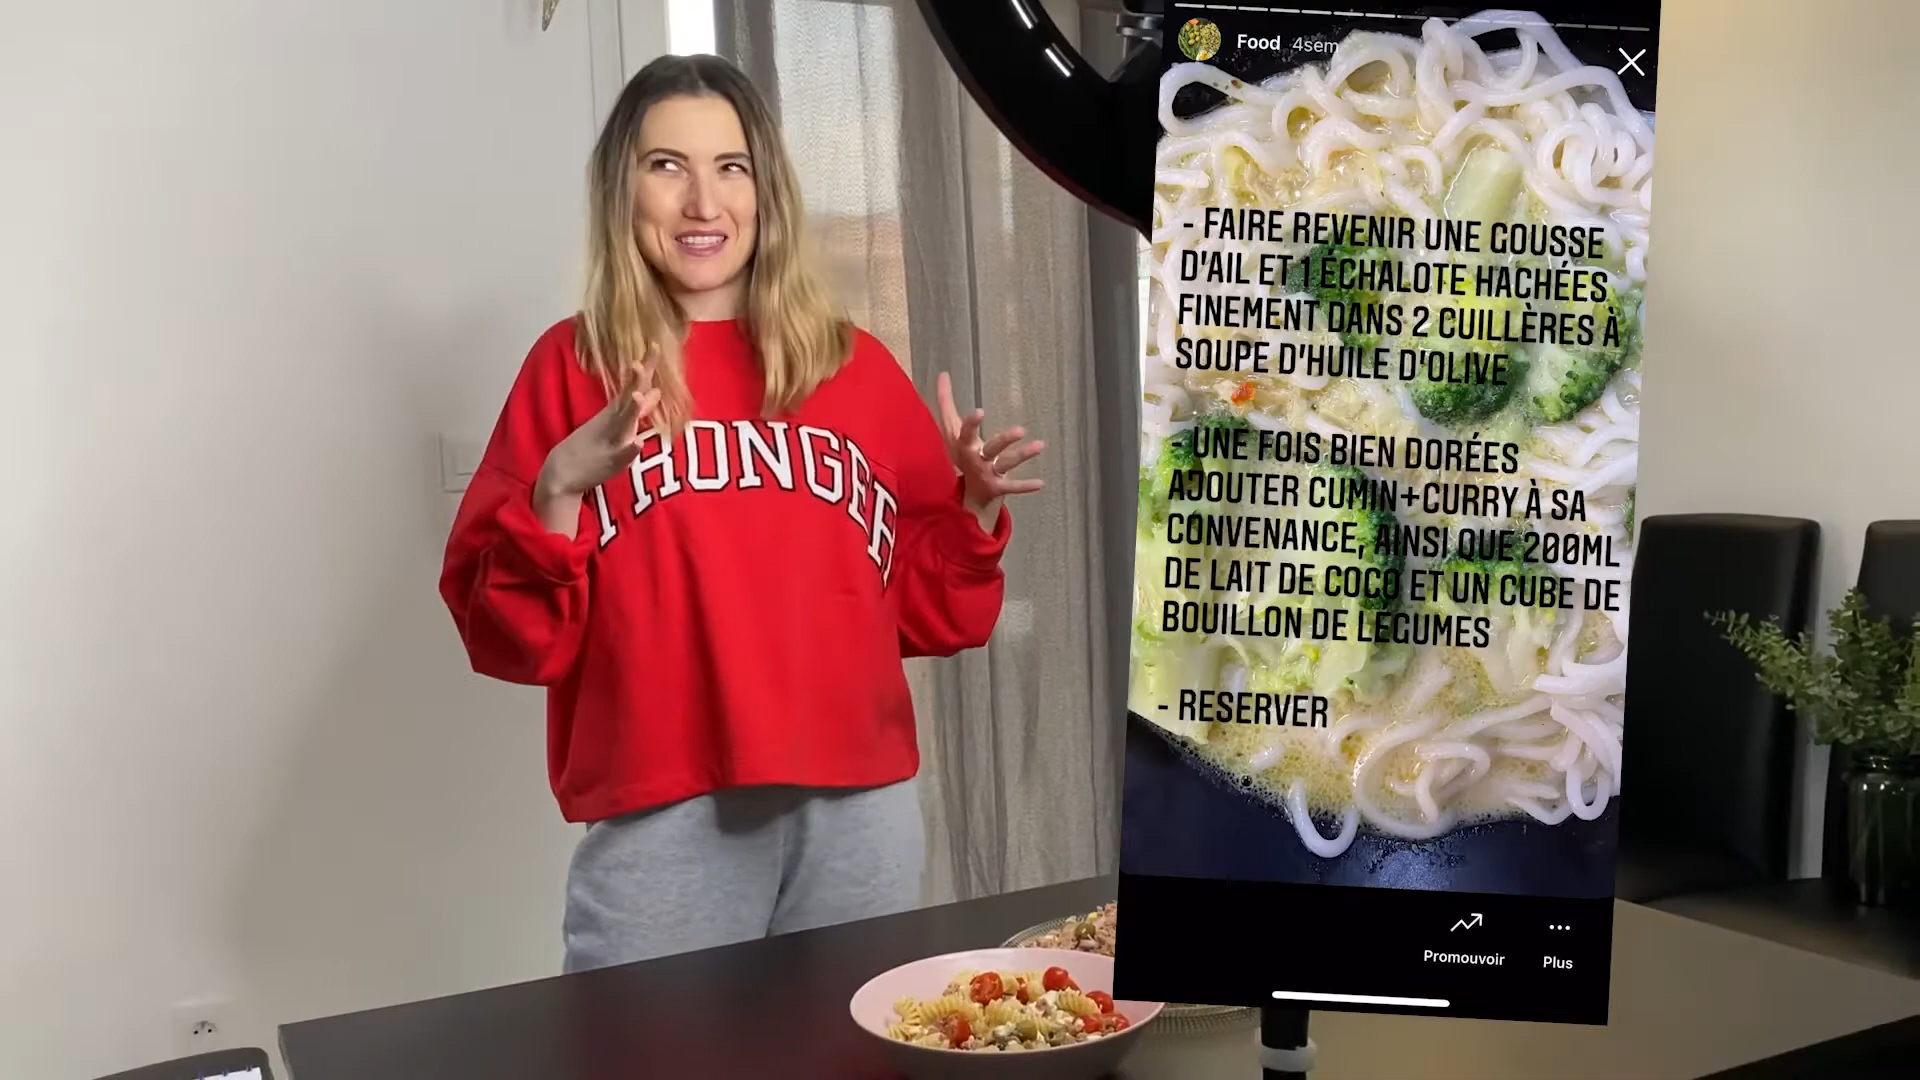 Food 4sem
- FAIRE REVENIR UNE GOUSSE
D'AIL ET 1 ÉCHALOTE HACHÉES
FINEMENT DANS 2 CUILLÈRES À
SOUPE D'HUILE D'OLIVE
- UNE FOIS BIEN DORÉES
AJOUTER CUMIN+CURRY À SA
CONVENANCE, AINSI QUE 200ML
DE LAIT DE COCO ET UN CUBE DE
BOUILLON DE LÉGUMES
- RESERVER
Promouvoir
Plus
TRONGER